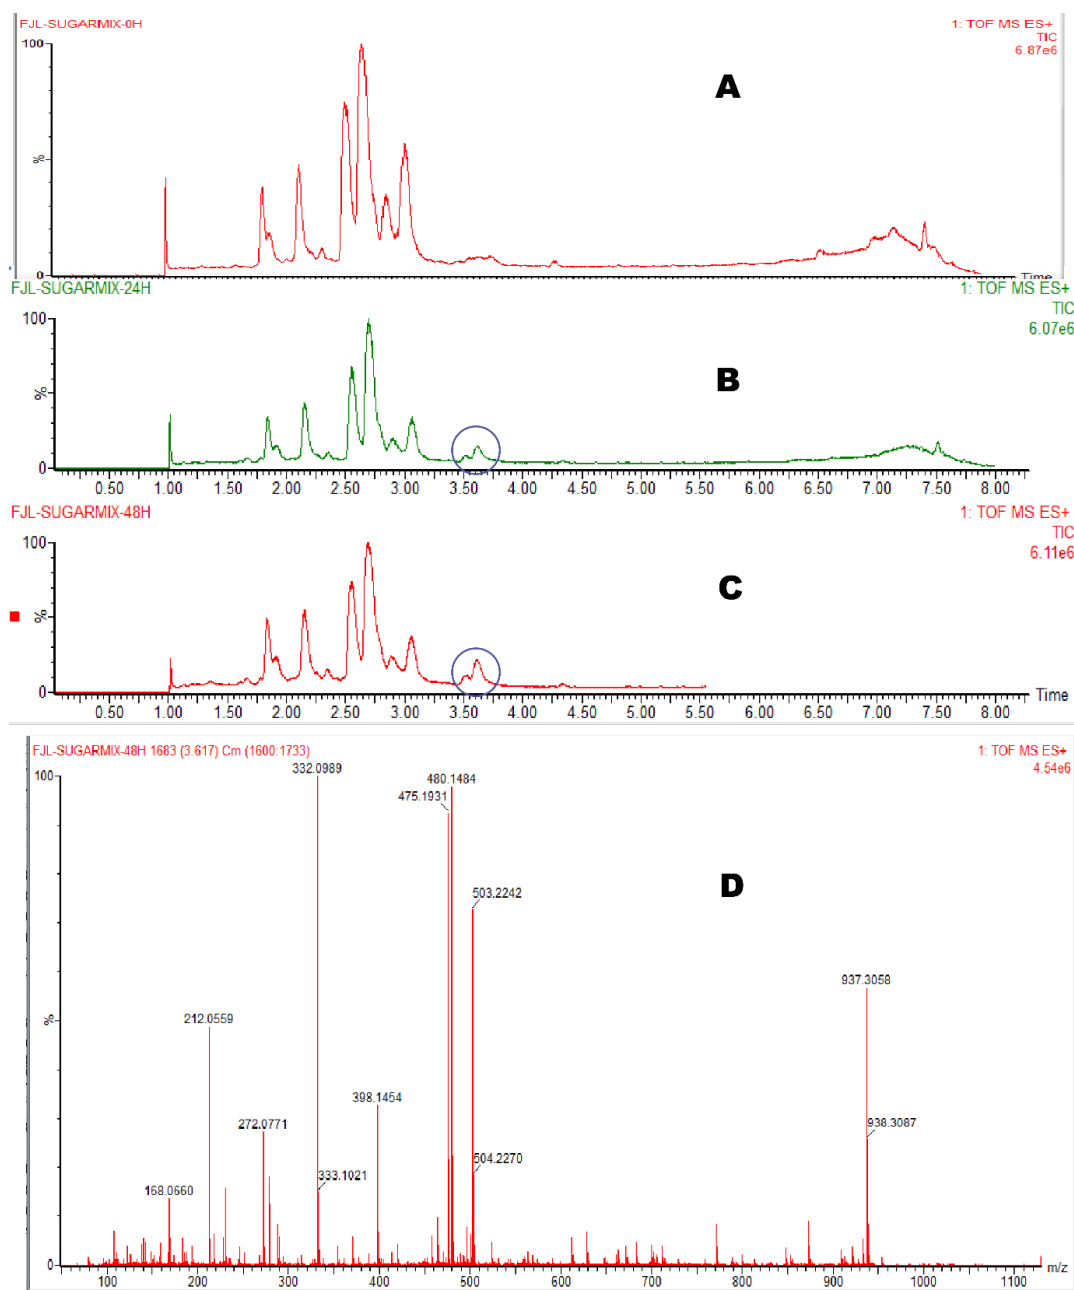 FJL-SUGARMIX-0H
1: TOF MS ES+
TIC
6.87e6
100
A
%
0
Time
FJL-SUGARMIX-24H
1: TOF MS ES+
TIC
6.07e6
100
B
%
0
0.50 1.00 1.50 2.00 2.50 3.00 3.50 4.00 4.50 5.00 5.50 6.00 6.50 7.00 7.50 8.00
FJL-SUGARMIX-48H
1: TOF MS ES+
TIC
6.11e6
100
C
%
0
Time
0.50 1.00 1.50 2.00 2.50 3.00 3.50 4.00 4.50 5.00 5.50 6.00 6.50 7.00 7.50 8.00
FJL-SUGARMIX-48H 1683 (3.617) Cm (1600:1733)
1: TOF MS ES+
4.54e6
100
332.0989
480.1484
475.1931
D
503.2242
937.3058
%
212.0559
398.1454
272.0771
938.3087
504.2270
333.1021
168.0660
0
m/z
100 200 300 400 500 600 700 800 900 1000 1100